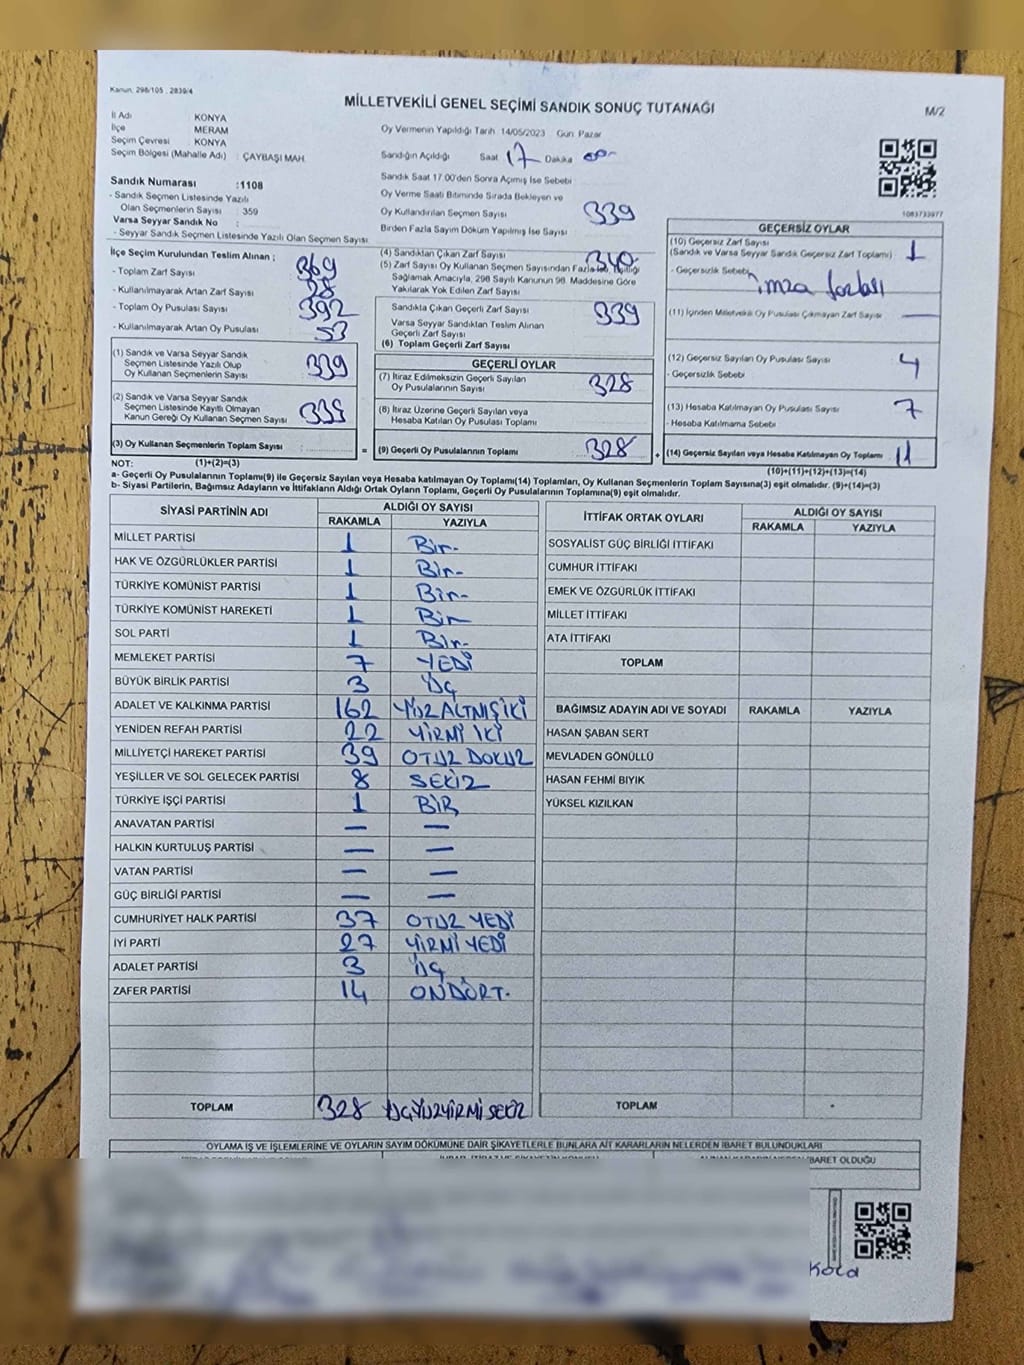 Kanun: 298/105 , 2839/4
MİLLETVEKİLİ GENEL SEÇİMİ SANDIK SONUÇ TUTANAĞI
M/2
İl Adı : KONYA
İlçe : MERAM
Seçim Çevresi : KONYA
Seçim Bölgesi (Mahalle Adı) : ÇAYBAŞI MAH.
Oy Vermenin Yapıldığı Tarih 14/05/2023 Gün: Pazar
Sandığın Açıldığı Saat 17 Dakika
Sandık Saat 17:00'den Sonra Açılmış İse Sebebi
Sandık Numarası :1108
- Sandık Seçmen Listesinde Yazılı
Olan Seçmenlerin Sayısı : 359
Varsa Seyyar Sandık No :
- Seyyar Sandık Seçmen Listesinde Yazılı Olan Seçmen Sayısı
Oy Verme Saati Bitiminde Sırada Bekleyen ve
Oy Kullandırılan Seçmen Sayısı 339
Birden Fazla Sayım Döküm Yapılmış İse Sayısı
1083733977
İlçe Seçim Kurulundan Teslim Alınan ;
- Toplam Zarf Sayısı : 369
- Kullanılmayarak Artan Zarf Sayısı : 28
- Toplam Oy Pusulası Sayısı : 392
- Kullanılmayarak Artan Oy Pusulası : 53
(1) Sandık ve Varsa Seyyar Sandık
Seçmen Listesinde Yazılı Olup
Oy Kullanan Seçmenlerin Sayısı 339
(2) Sandık ve Varsa Seyyar Sandık
Seçmen Listesinde Kayıtlı Olmayan
Kanun Gereği Oy Kullanan Seçmen Sayısı
(3) Oy Kullanan Seçmenlerin Toplam Sayısı :
(1)+(2)=(3)
(4) Sandıktan Çıkan Zarf Sayısı 340
(5) Zarf Sayısı Oy Kullanan Seçmen Sayısından Fazla İse, Eşitliği
Sağlamak Amacıyla, 298 Sayılı Kanunun 98. Maddesine Göre
Yakılarak Yok Edilen Zarf Sayısı
Sandıkta Çıkan Geçerli Zarf Sayısı 339
Varsa Seyyar Sandıktan Teslim Alınan
Geçerli Zarf Sayısı
(6) Toplam Geçerli Zarf Sayısı
GEÇERLİ OYLAR
(7) İtiraz Edilmeksizin Geçerli Sayılan
Oy Pusulalarının Sayısı 328
(8) İtiraz Üzerine Geçerli Sayılan veya
Hesaba Katılan Oy Pusulası Toplamı
= (9) Geçerli Oy Pusulalarının Toplamı 328 +
GEÇERSİZ OYLAR
(10) Geçersiz Zarf Sayısı 1
(Sandık ve Varsa Seyyar Sandık Geçersiz Zarf Toplamı)
- Geçersizlik Sebebi imza fazlası
(11) İçinden Milletvekili Oy Pusulası Çıkmayan Zarf Sayısı —
(12) Geçersiz Sayılan Oy Pusulası Sayısı 4
- Geçersizlik Sebebi
(13) Hesaba Katılmayan Oy Pusulası Sayısı 7
- Hesaba Katılmama Sebebi
(14) Geçersiz Sayılan veya Hesaba Katılmayan Oy Toplamı 11
(10)+(11)+(12)+(13)=(14)
NOT:
a- Geçerli Oy Pusulalarının Toplamı(9) ile Geçersiz Sayılan veya Hesaba katılmayan Oy Toplamı(14) Toplamları, Oy Kullanan Seçmenlerin Toplam Sayısına(3) eşit olmalıdır. (9)+(14)=(3)
b- Siyasi Partilerin, Bağımsız Adayların ve İttifakların Aldığı Ortak Oyların Toplamı, Geçerli Oy Pusulalarının Toplamına(9) eşit olmalıdır.
SİYASİ PARTİNİN ADI ALDIĞI OY SAYISI
RAKAMLA YAZIYLA
MİLLET PARTİSİ 1 Bir-
HAK VE ÖZGÜRLÜKLER PARTİSİ 1 Bir-
TÜRKİYE KOMÜNİST PARTİSİ 1 Bir-
TÜRKİYE KOMÜNİST HAREKETİ 1 Bir
SOL PARTİ 1 Bir-
MEMLEKET PARTİSİ 7 YEDİ
BÜYÜK BİRLİK PARTİSİ 3 ÜÇ
ADALET VE KALKINMA PARTİSİ 162 YÜZ ALTMIŞ İKİ
YENİDEN REFAH PARTİSİ 22 YİRMİ İKİ
MİLLİYETÇİ HAREKET PARTİSİ 39 OTUZ DOKUZ
YEŞİLLER VE SOL GELECEK PARTİSİ 8 SEKİZ
TÜRKİYE İŞÇİ PARTİSİ 1 BİR
ANAVATAN PARTİSİ — —
HALKIN KURTULUŞ PARTİSİ — —
VATAN PARTİSİ — —
GÜÇ BİRLİĞİ PARTİSİ — —
CUMHURİYET HALK PARTİSİ 37 OTUZ YEDİ
İYİ PARTİ 27 YİRMİ YEDİ
ADALET PARTİSİ 3 ÜÇ
ZAFER PARTİSİ 14 ONDÖRT.
TOPLAM 328 ÜÇYÜZYİRMİ SEKİZ
İTTİFAK ORTAK OYLARI ALDIĞI OY SAYISI
RAKAMLA YAZIYLA
SOSYALİST GÜÇ BİRLİĞİ İTTİFAKI
CUMHUR İTTİFAKI
EMEK VE ÖZGÜRLÜK İTTİFAKI
MİLLET İTTİFAKI
ATA İTTİFAKI
TOPLAM
BAĞIMSIZ ADAYIN ADI VE SOYADI RAKAMLA YAZIYLA
HASAN ŞABAN SERT
MEVLADEN GÖNÜLLÜ
HASAN FEHMİ BIYIK
YÜKSEL KIZILKAN
TOPLAM
OYLAMA İŞ VE İŞLEMLERİNE VE OYLARIN SAYIM DÖKÜMÜNE DAİR ŞİKAYETLERLE BUNLARA AİT KARARLARIN NELERDEN İBARET BULUNDUKLARI
İBARET OLDUĞU